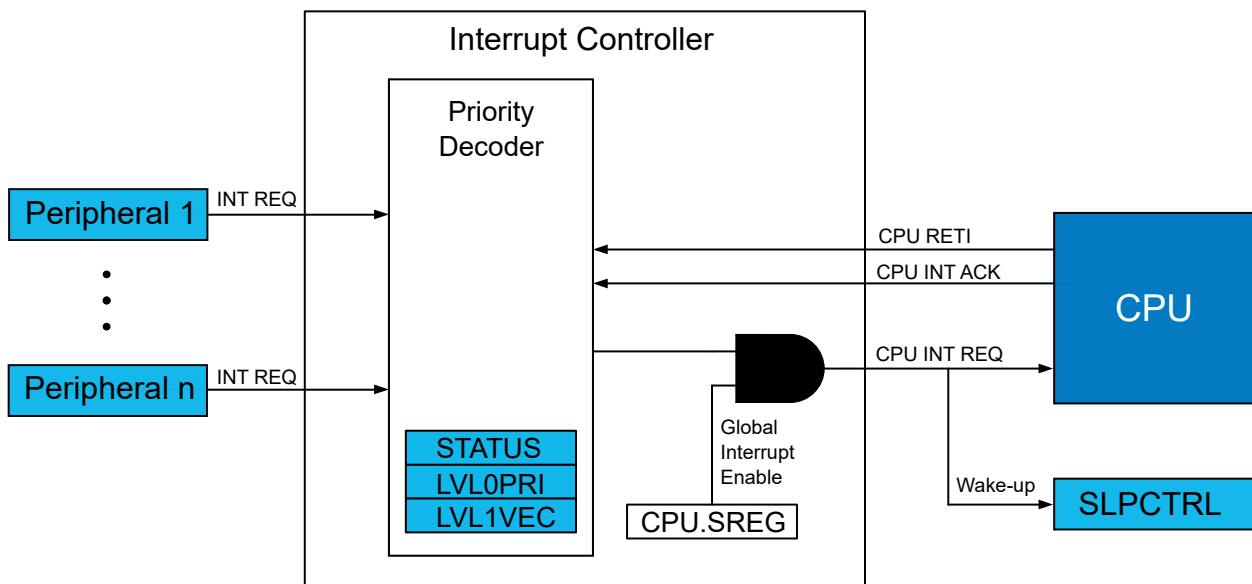 Interrupt Controller
Priority
Decoder
Peripheral 1
INT REQ
Peripheral n
INT REQ
STATUS
LVL0PRI
LVL1VEC
CPU RETI
CPU INT ACK
CPU INT REQ
CPU
Global
Interrupt
Enable
CPU.SREG
Wake-up
SLPCTRL